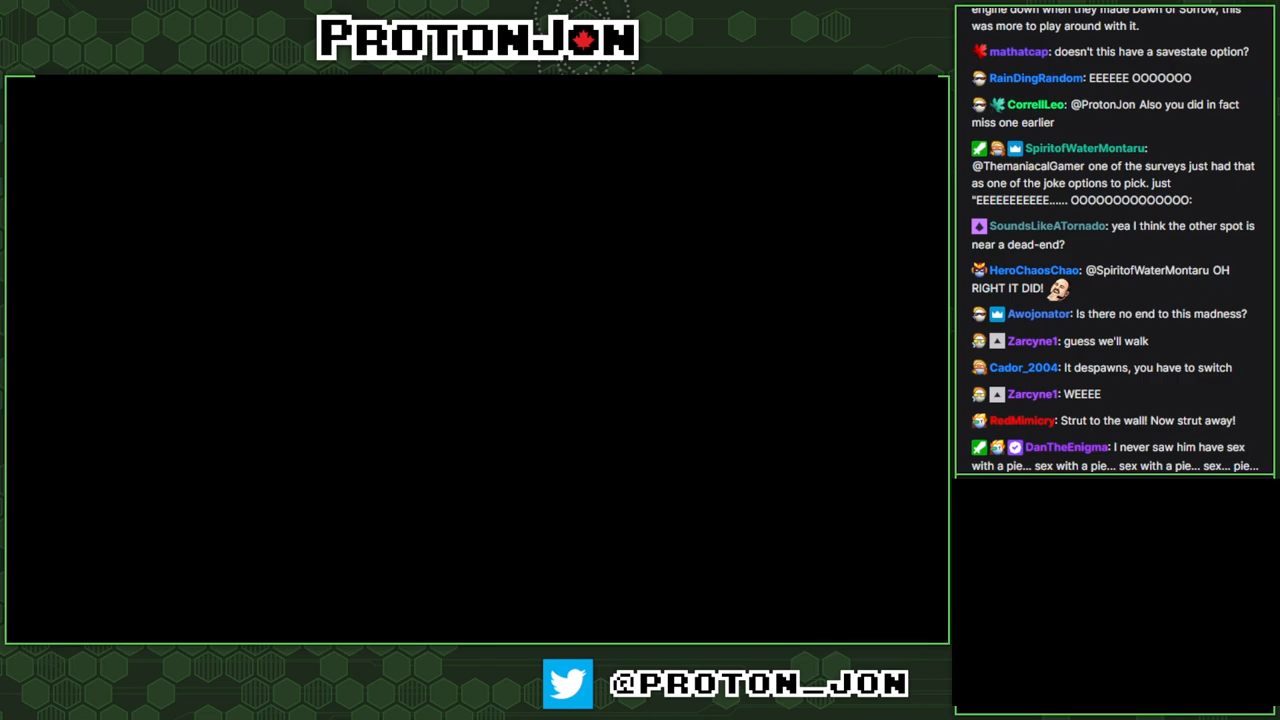 PROTONJON
engine down when they made Dawn of Sorrow, this
was more to play around with it.
mathatcap: doesn't this have a savestate option?
RainDingRandom: EEEEEE OOOOOOO
CorrellLeo: @ProtonJon Also you did in fact
miss one earlier
SpiritofWaterMontaru:
@ThemaniacalGamer one of the surveys just had that
as one of the joke options to pick. just
"EEEEEEEEEEE...... OOOOOOOOOOOOOO:
SoundsLikeATornado: yea I think the other spot is
near a dead-end?
HeroChaosChao: @SpiritofWaterMontaru OH
RIGHT IT DID!
Awojonator: Is there no end to this madness?
Zarcyne1: guess we'll walk
Cador_2004: It despawns, you have to switch
Zarcyne1: WEEEE
RedMimicry: Strut to the wall! Now strut away!
DanTheEnigma: I never saw him have sex
with a pie... sex with a pie... sex with a pie... sex... pie...
@PROTON_JON